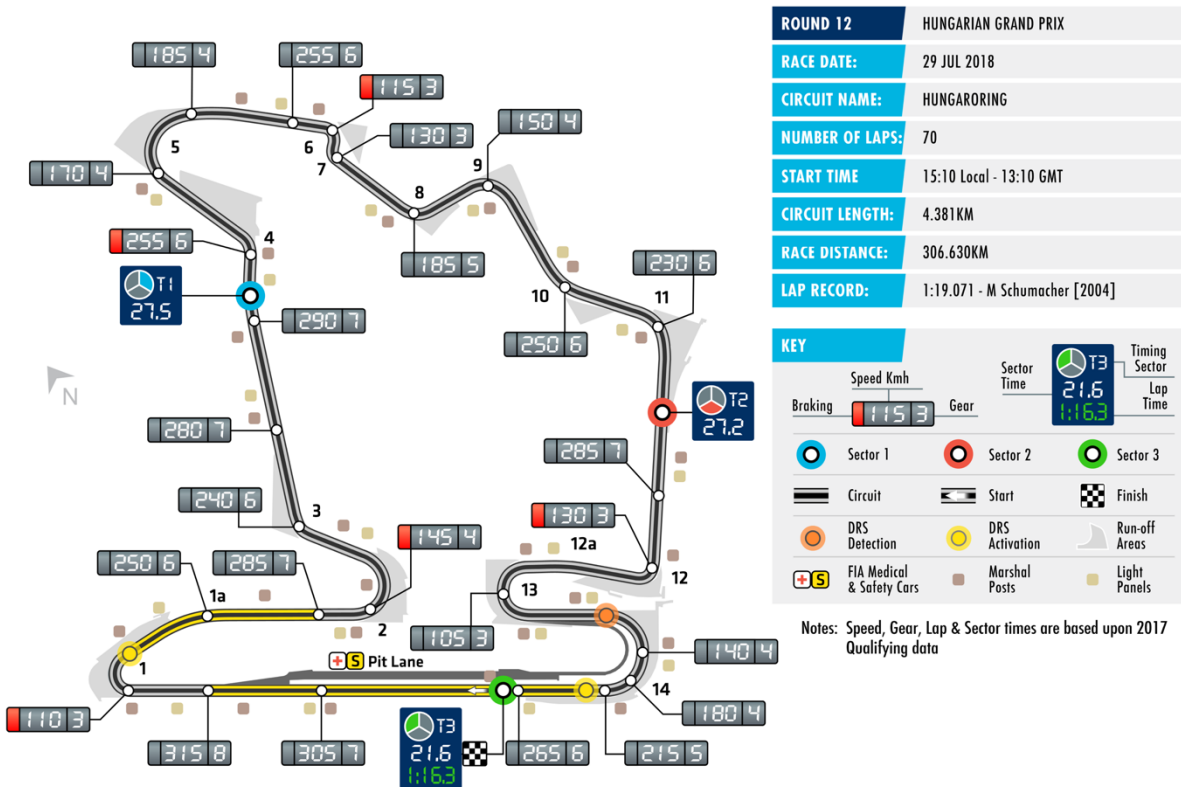 ROUND 12 HUNGARIAN GRAND PRIX
RACE DATE: 29 JUL 2018
CIRCUIT NAME: HUNGARORING
NUMBER OF LAPS: 70
START TIME 15:10 Local - 13:10 GMT
CIRCUIT LENGTH: 4.381KM
RACE DISTANCE: 306.630KM
LAP RECORD: 1:19.071 - M Schumacher [2004]
KEY
Speed Kmh
Braking 115 3 Gear
Sector Time
T3
21.6
1:16.3
Timing Sector
Lap Time
Sector 1 Sector 2 Sector 3
Circuit Start Finish
DRS Detection
DRS Activation
Run-off Areas
S FIA Medical & Safety Cars
Marshal Posts
Light Panels
Notes: Speed, Gear, Lap & Sector times are based upon 2017
Qualifying data
185 4
255 6
115 3
130 3
150 4
5
6
7
9
170 4
8
185 5
255 6
4
T1
27.5
290 7
230 6
10
11
250 6
N
T2
27.2
280 7
285 7
240 6
3
145 4
130 3
12a
12
250 6
285 7
13
1a
2
105 3
1
S Pit Lane
140 4
14
180 4
110 3
315 8
305 7
T3
21.6
1:16.3
265 6
215 5